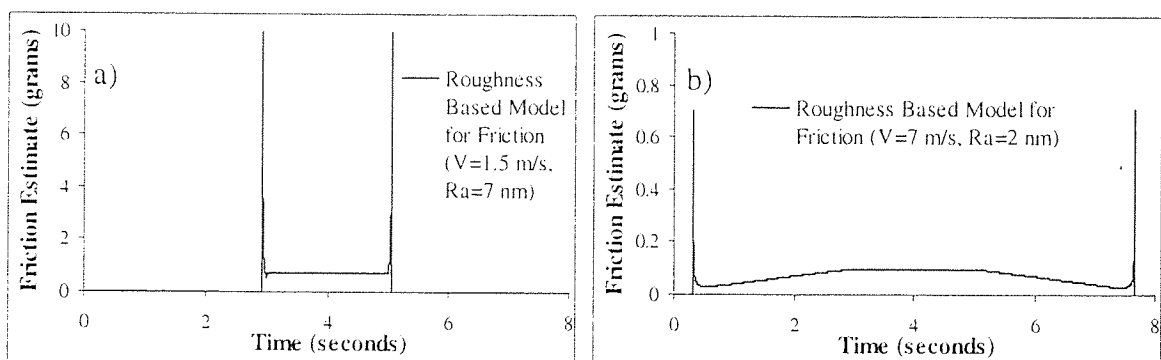 Friction Estimate (grams)
10
8
6
4
2
0
a)
Roughness
Based Model
for Friction
(V=1.5 m/s,
Ra=7 nm)
0 2 4 6 8
Time (seconds)
Friction Estimate (grams)
1
0.8
0.6
0.4
0.2
0
b)
Roughness Based Model for
Friction (V=7 m/s, Ra=2 nm)
0 2 4 6 8
Time (seconds)